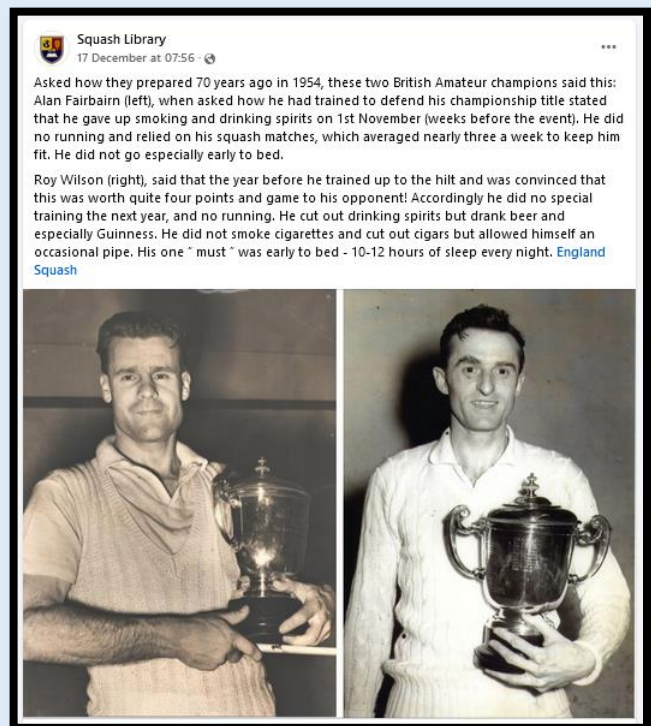 Squash Library
17 December at 07:56 ·
Asked how they prepared 70 years ago in 1954, these two British Amateur champions said this:
Alan Fairbairn (left), when asked how he had trained to defend his championship title stated
that he gave up smoking and drinking spirits on 1st November (weeks before the event). He did
no running and relied on his squash matches, which averaged nearly three a week to keep him
fit. He did not go especially early to bed.
Roy Wilson (right), said that the year before he trained up to the hilt and was convinced that
this was worth quite four points and game to his opponent! Accordingly he did no special
training the next year, and no running. He cut out drinking spirits but drank beer and
especially Guinness. He did not smoke cigarettes and cut out cigars but allowed himself an
occasional pipe. His one " must " was early to bed - 10-12 hours of sleep every night. England
Squash